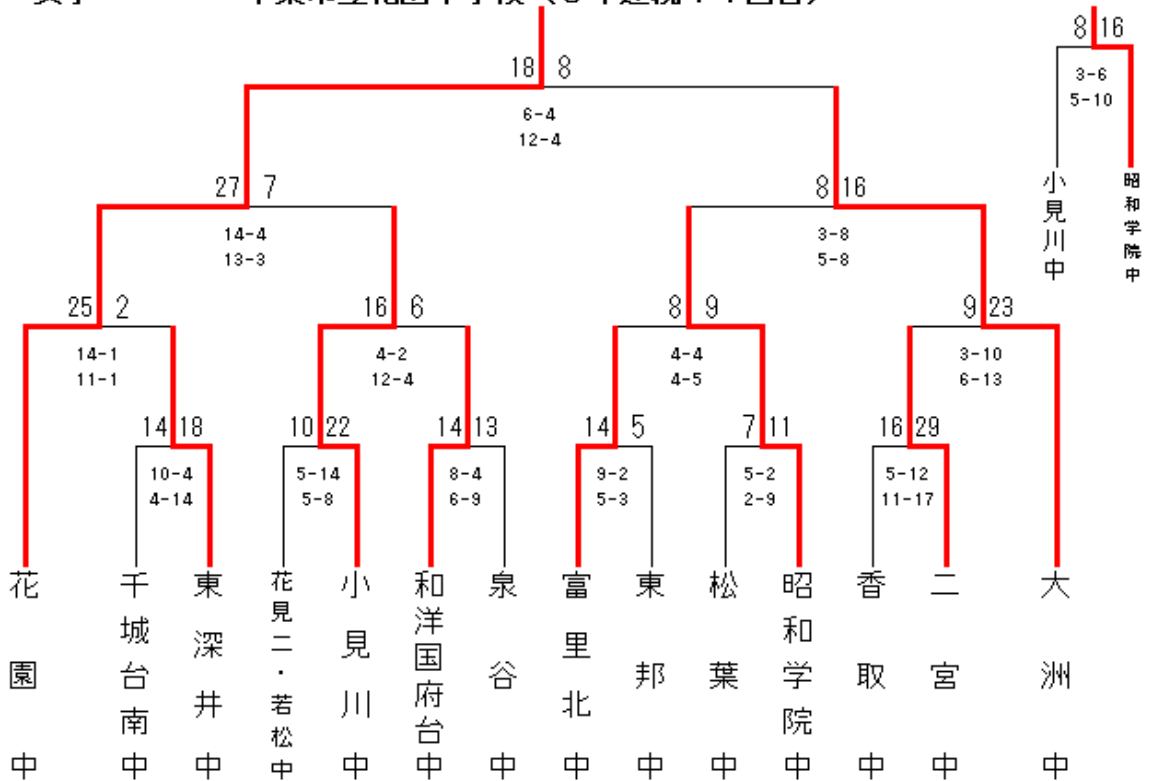 8 16
18 8
3-6
5-10
6-4
12-4
小見川中
昭和学院中
27 7
8 16
14-4
13-3
3-8
5-8
25 2
16 6
8 9
9 23
14-1
11-1
4-2
12-4
4-4
4-5
3-10
6-13
14 18
10 22
14 13
14 5
7 11
16 29
10-4
4-14
5-14
5-8
8-4
6-9
9-2
5-3
5-2
2-9
5-12
11-17
花園中
千城台南中
東深井中
花見二・若松中
小見川中
和洋国府台中
泉谷中
富里北中
東邦中
松葉中
昭和学院中
香取中
二宮中
大洲中